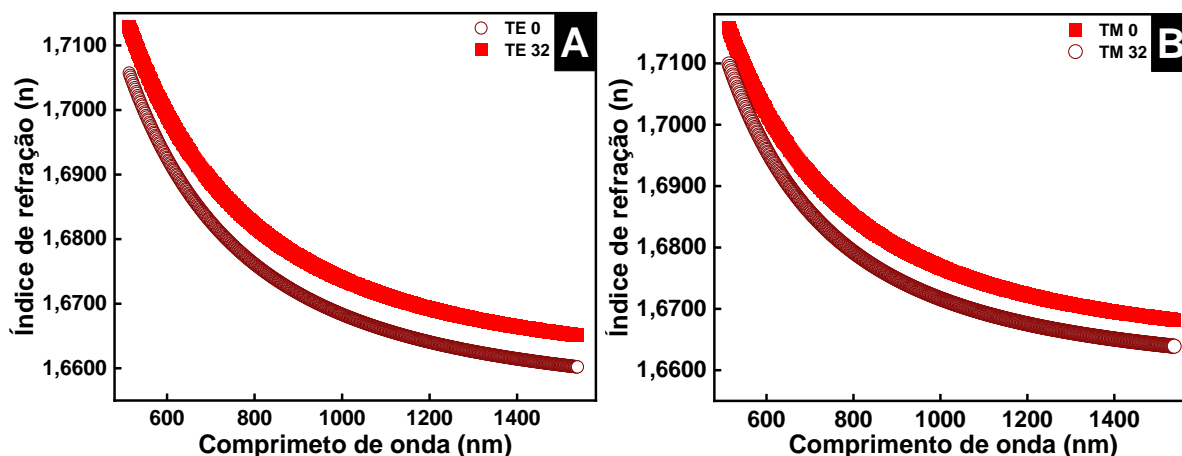 TE 0
TE 32
A
1,7100
1,7000
1,6900
1,6800
1,6700
1,6600
Índice de refração (n)
600 800 1000 1200 1400
Comprimeto de onda (nm)
TM 0
TM 32
B
1,7100
1,7000
1,6900
1,6800
1,6700
1,6600
Índice de refração (n)
600 800 1000 1200 1400
Comprimento de onda (nm)